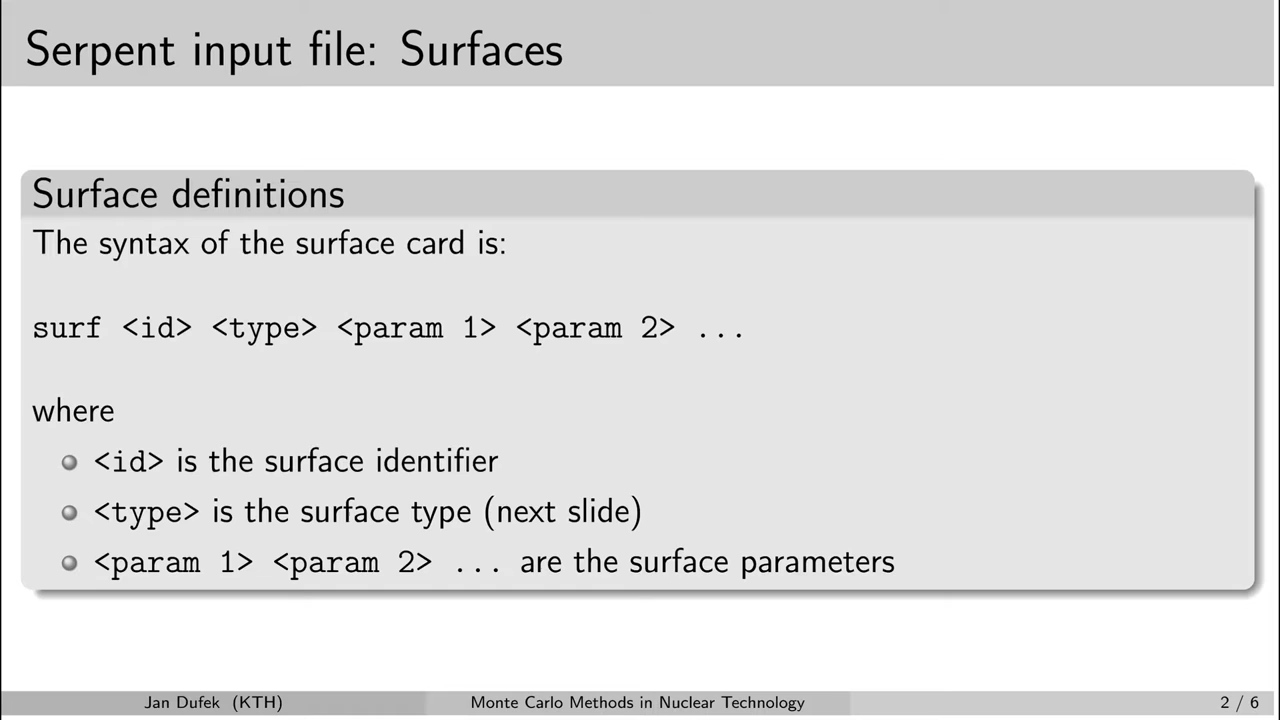 Serpent input file: Surfaces
Surface definitions
The syntax of the surface card is:
surf <id> <type> <param 1> <param 2> ...
where
<id> is the surface identifier
<type> is the surface type (next slide)
<param 1> <param 2> ... are the surface parameters
Jan Dufek (KTH) Monte Carlo Methods in Nuclear Technology 2 / 6